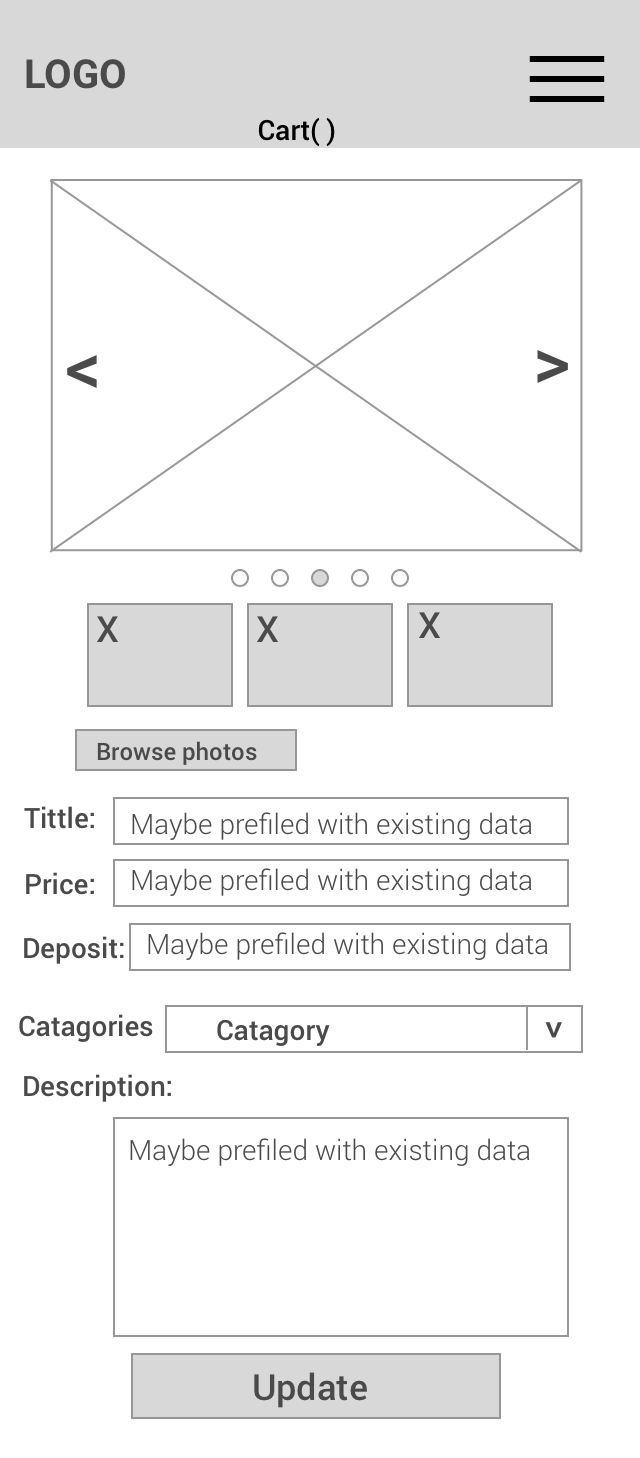 LOGO
Cart( )
<
>
X
X
X
Browse photos
Tittle:
Maybe prefiled with existing data
Price:
Maybe prefiled with existing data
Deposit:
Maybe prefiled with existing data
Catagories
Catagory
v
Description:
Maybe prefiled with existing data
Update